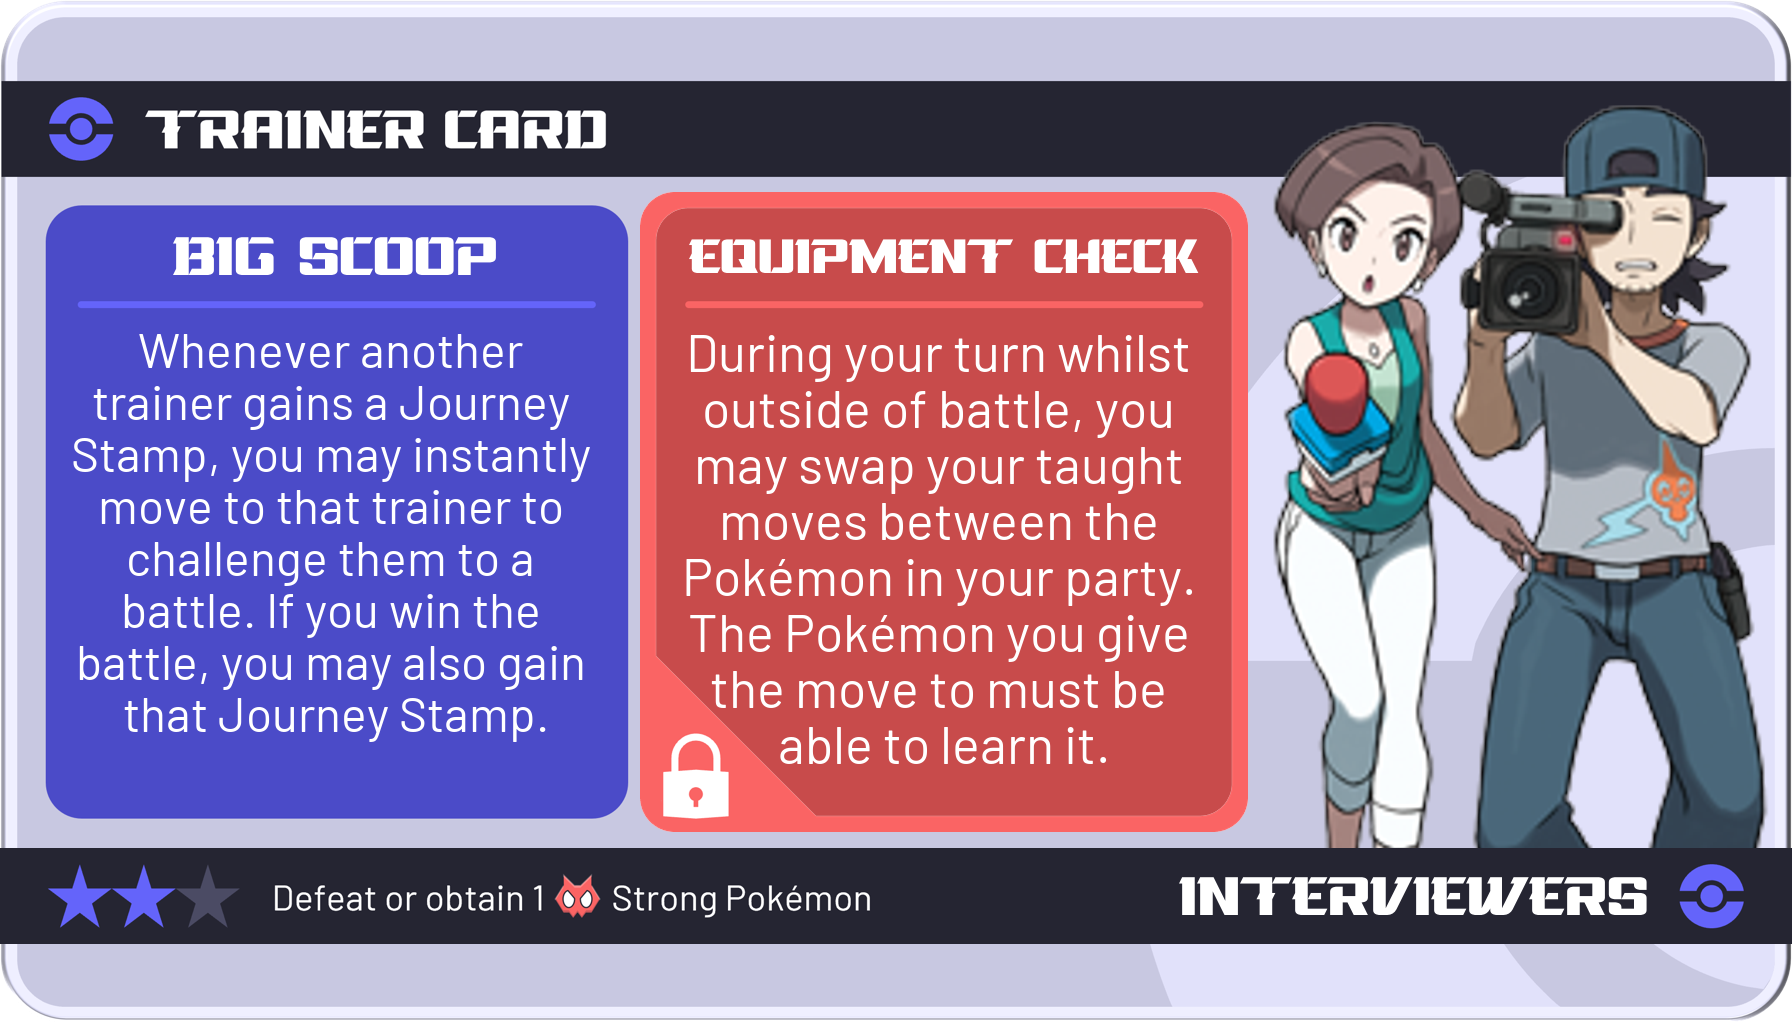 TRAINER CARD
BIG SCOOP
Whenever another
trainer gains a Journey
Stamp, you may instantly
move to that trainer to
challenge them to a
battle. If you win the
battle, you may also gain
that Journey Stamp.
EQUIPMENT CHECK
During your turn whilst
outside of battle, you
may swap your taught
moves between the
Pokémon in your party.
The Pokémon you give
the move to must be
able to learn it.
Defeat or obtain 1 Strong Pokémon
INTERVIEWERS